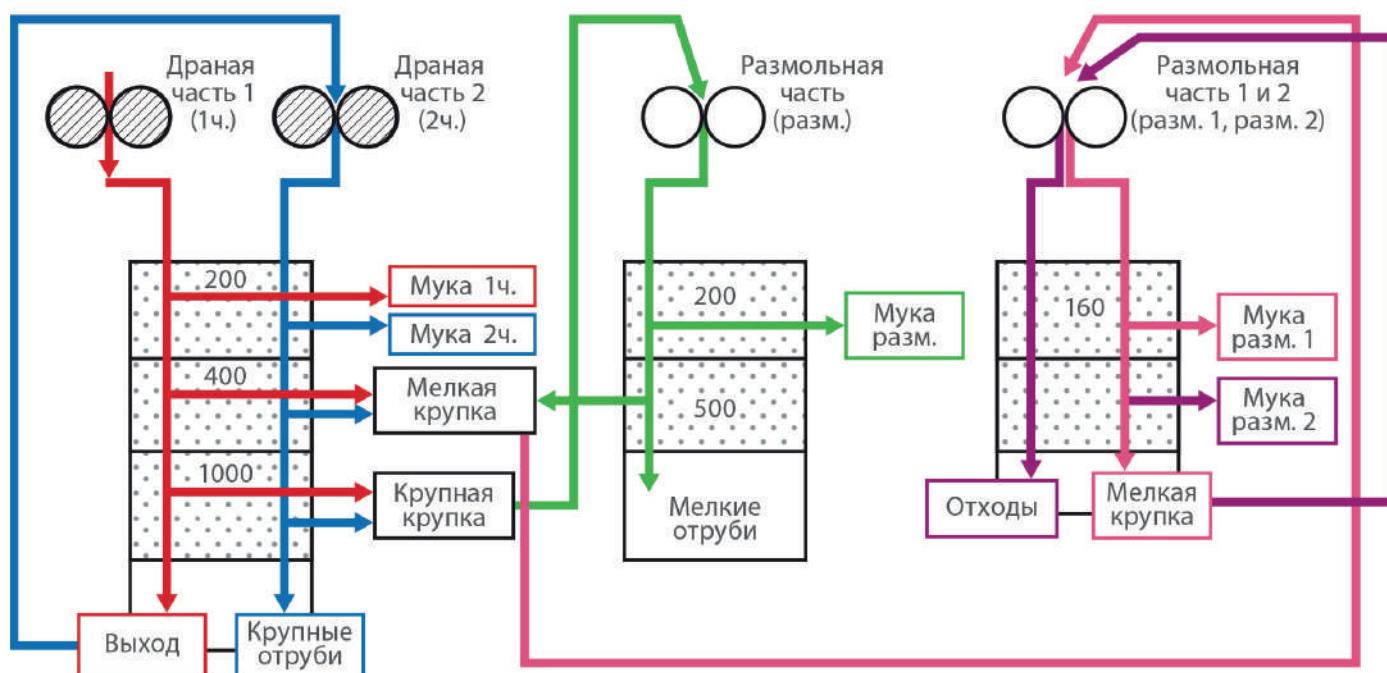 Драная
часть 1
(1ч.)
Драная
часть 2
(2ч.)
Размольная
часть
(разм.)
Размольная
часть 1 и 2
(разм. 1, разм. 2)
200
Мука 1ч.
Мука 2ч.
400
Мелкая
крупка
1000
Крупная
крупка
Выход
Крупные
отруби
200
Мука
разм.
500
Мелкие
отруби
160
Мука
разм. 1
Мука
разм. 2
Отходы
Мелкая
крупка